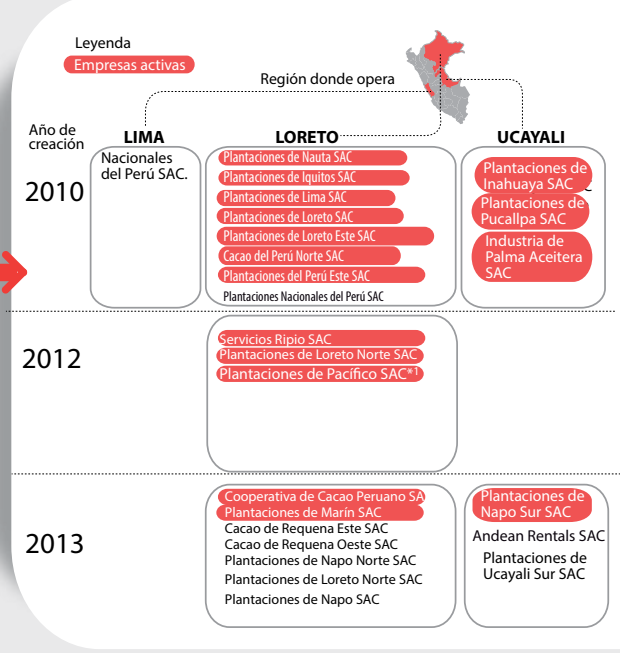 Leyenda
Empresas activas
Región donde opera
Año de
creación
LIMA
LORETO
UCAYALI
2010
Nacionales
del Perú SAC.
Plantaciones de Nauta SAC
Plantaciones de Iquitos SAC
Plantaciones de Lima SAC
Plantaciones de Loreto SAC
Plantaciones de Loreto Este SAC
Cacao del Perú Norte SAC
Plantaciones del Perú Este SAC
Plantaciones Nacionales del Perú SAC
Plantaciones de
Inahuaya SAC
Plantaciones de
Pucallpa SAC
Industria de
Palma Aceitera
SAC
2012
Servicios Ripio SAC
Plantaciones de Loreto Norte SAC
Plantaciones de Pacífico SAC*1
2013
Cooperativa de Cacao Peruano SA
Plantaciones de Marín SAC
Cacao de Requena Este SAC
Cacao de Requena Oeste SAC
Plantaciones de Napo Norte SAC
Plantaciones de Loreto Norte SAC
Plantaciones de Napo SAC
Plantaciones de
Napo Sur SAC
Andean Rentals SAC
Plantaciones de
Ucayali Sur SAC